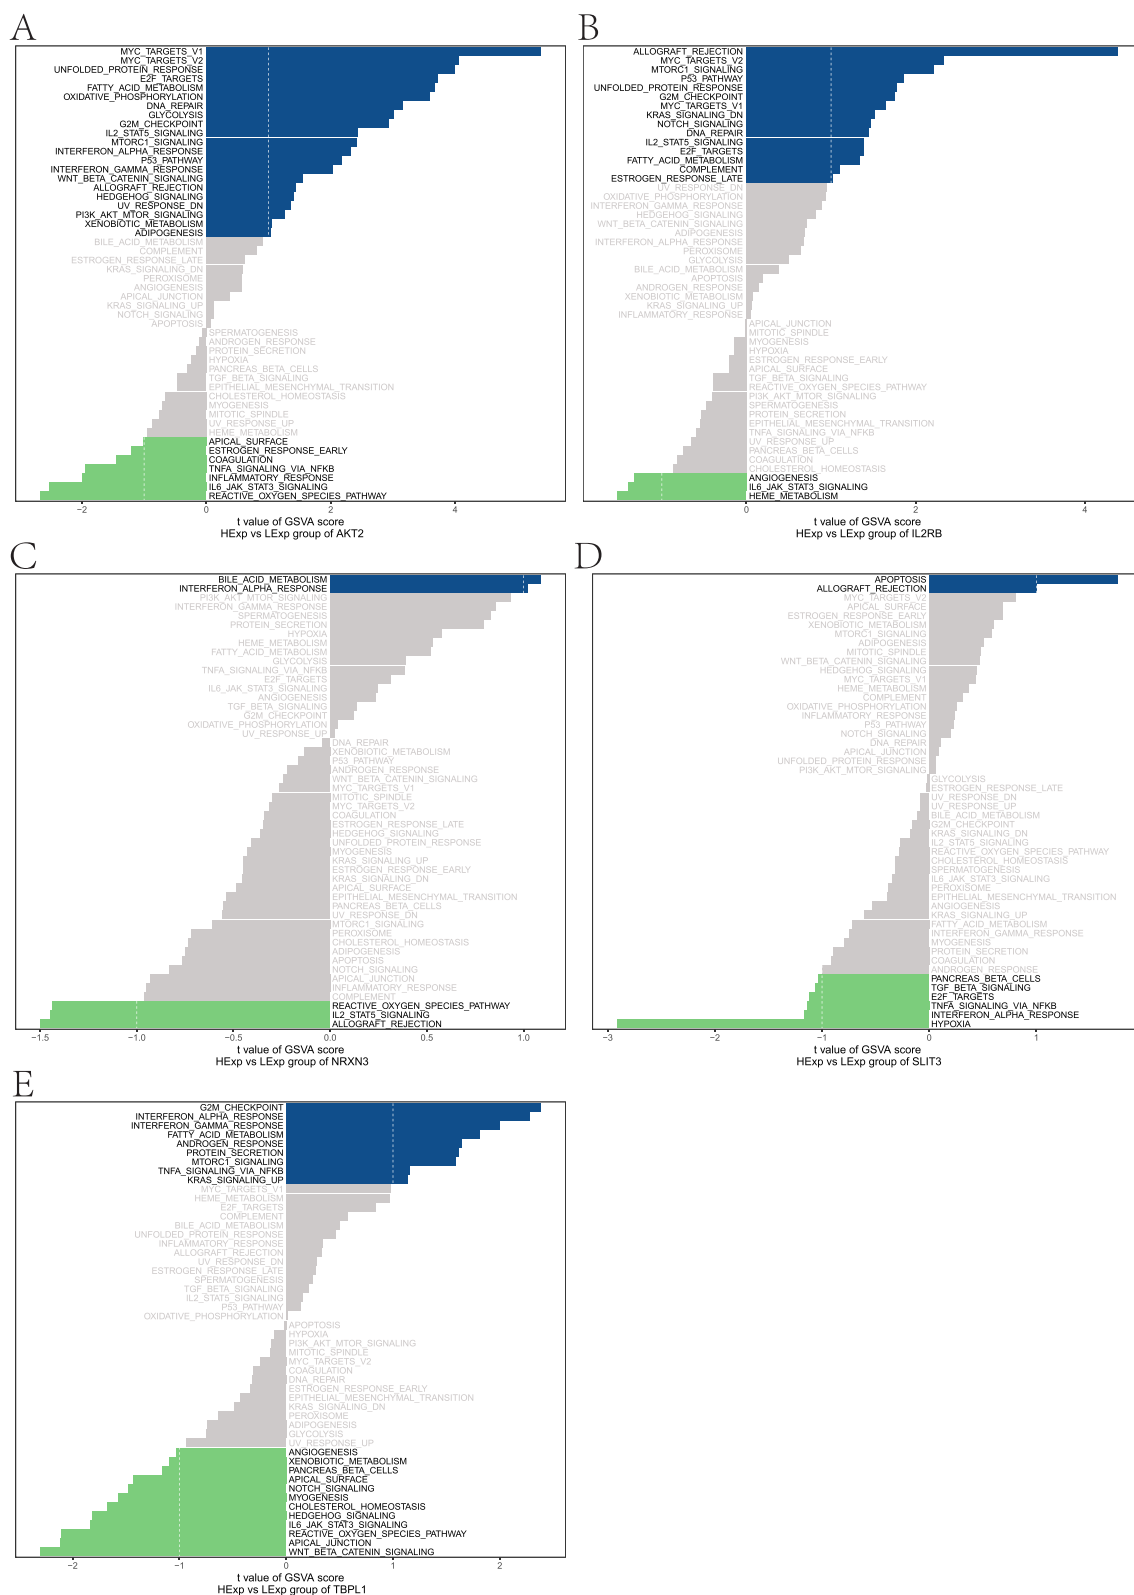 A
MYC_TARGETS_V1
MYC_TARGETS_V2
UNFOLDED_PROTEIN_RESPONSE
E2F_TARGETS
FATTY_ACID_METABOLISM
OXIDATIVE_PHOSPHORYLATION
DNA_REPAIR
GLYCOLYSIS
G2M_CHECKPOINT
IL2_STAT5_SIGNALING
MTORC1_SIGNALING
INTERFERON_ALPHA_RESPONSE
P53_PATHWAY
INTERFERON_GAMMA_RESPONSE
WNT_BETA_CATENIN_SIGNALING
ALLOGRAFT_REJECTION
HEDGEHOG_SIGNALING
UV_RESPONSE_DN
PI3K_AKT_MTOR_SIGNALING
XENOBIOTIC_METABOLISM
ADIPOGENESIS
BILE_ACID_METABOLISM
COMPLEMENT
ESTROGEN_RESPONSE_LATE
KRAS_SIGNALING_DN
PEROXISOME
ANGIOGENESIS
APICAL_JUNCTION
KRAS_SIGNALING_UP
NOTCH_SIGNALING
APOPTOSIS
SPERMATOGENESIS
ANDROGEN_RESPONSE
PROTEIN_SECRETION
HYPOXIA
PANCREAS_BETA_CELLS
TGF_BETA_SIGNALING
EPITHELIAL_MESENCHYMAL_TRANSITION
CHOLESTEROL_HOMEOSTASIS
MYOGENESIS
MITOTIC_SPINDLE
UV_RESPONSE_UP
HEME_METABOLISM
APICAL_SURFACE
ESTROGEN_RESPONSE_EARLY
COAGULATION
TNFA_SIGNALING_VIA_NFKB
INFLAMMATORY_RESPONSE
IL6_JAK_STAT3_SIGNALING
REACTIVE_OXYGEN_SPECIES_PATHWAY
−2 0 2 4
t value of GSVA score
HExp vs LExp group of AKT2
B
ALLOGRAFT_REJECTION
MYC_TARGETS_V2
MTORC1_SIGNALING
P53_PATHWAY
UNFOLDED_PROTEIN_RESPONSE
G2M_CHECKPOINT
MYC_TARGETS_V1
KRAS_SIGNALING_DN
NOTCH_SIGNALING
DNA_REPAIR
IL2_STAT5_SIGNALING
E2F_TARGETS
FATTY_ACID_METABOLISM
COMPLEMENT
ESTROGEN_RESPONSE_LATE
UV_RESPONSE_DN
OXIDATIVE_PHOSPHORYLATION
INTERFERON_GAMMA_RESPONSE
HEDGEHOG_SIGNALING
WNT_BETA_CATENIN_SIGNALING
ADIPOGENESIS
INTERFERON_ALPHA_RESPONSE
PEROXISOME
GLYCOLYSIS
BILE_ACID_METABOLISM
APOPTOSIS
ANDROGEN_RESPONSE
XENOBIOTIC_METABOLISM
KRAS_SIGNALING_UP
INFLAMMATORY_RESPONSE
APICAL_JUNCTION
MITOTIC_SPINDLE
MYOGENESIS
HYPOXIA
ESTROGEN_RESPONSE_EARLY
APICAL_SURFACE
TGF_BETA_SIGNALING
REACTIVE_OXYGEN_SPECIES_PATHWAY
PI3K_AKT_MTOR_SIGNALING
SPERMATOGENESIS
PROTEIN_SECRETION
EPITHELIAL_MESENCHYMAL_TRANSITION
TNFA_SIGNALING_VIA_NFKB
UV_RESPONSE_UP
PANCREAS_BETA_CELLS
COAGULATION
CHOLESTEROL_HOMEOSTASIS
ANGIOGENESIS
IL6_JAK_STAT3_SIGNALING
HEME_METABOLISM
0 2 4
t value of GSVA score
HExp vs LExp group of IL2RB
C
BILE_ACID_METABOLISM
INTERFERON_ALPHA_RESPONSE
PI3K_AKT_MTOR_SIGNALING
INTERFERON_GAMMA_RESPONSE
SPERMATOGENESIS
PROTEIN_SECRETION
HYPOXIA
HEME_METABOLISM
FATTY_ACID_METABOLISM
GLYCOLYSIS
TNFA_SIGNALING_VIA_NFKB
E2F_TARGETS
IL6_JAK_STAT3_SIGNALING
ANGIOGENESIS
TGF_BETA_SIGNALING
G2M_CHECKPOINT
OXIDATIVE_PHOSPHORYLATION
UV_RESPONSE_UP
DNA_REPAIR
XENOBIOTIC_METABOLISM
P53_PATHWAY
ANDROGEN_RESPONSE
WNT_BETA_CATENIN_SIGNALING
MYC_TARGETS_V1
MITOTIC_SPINDLE
MYC_TARGETS_V2
COAGULATION
ESTROGEN_RESPONSE_LATE
HEDGEHOG_SIGNALING
UNFOLDED_PROTEIN_RESPONSE
MYOGENESIS
KRAS_SIGNALING_UP
ESTROGEN_RESPONSE_EARLY
KRAS_SIGNALING_DN
APICAL_SURFACE
EPITHELIAL_MESENCHYMAL_TRANSITION
PANCREAS_BETA_CELLS
UV_RESPONSE_DN
MTORC1_SIGNALING
PEROXISOME
CHOLESTEROL_HOMEOSTASIS
ADIPOGENESIS
APOPTOSIS
NOTCH_SIGNALING
APICAL_JUNCTION
INFLAMMATORY_RESPONSE
COMPLEMENT
REACTIVE_OXYGEN_SPECIES_PATHWAY
IL2_STAT5_SIGNALING
ALLOGRAFT_REJECTION
−1.5 −1.0 −0.5 0.0 0.5 1.0
t value of GSVA score
HExp vs LExp group of NRXN3
D
APOPTOSIS
ALLOGRAFT_REJECTION
MYC_TARGETS_V2
APICAL_SURFACE
ESTROGEN_RESPONSE_EARLY
XENOBIOTIC_METABOLISM
MTORC1_SIGNALING
ADIPOGENESIS
MITOTIC_SPINDLE
WNT_BETA_CATENIN_SIGNALING
HEDGEHOG_SIGNALING
MYC_TARGETS_V1
HEME_METABOLISM
COMPLEMENT
OXIDATIVE_PHOSPHORYLATION
INFLAMMATORY_RESPONSE
P53_PATHWAY
NOTCH_SIGNALING
DNA_REPAIR
APICAL_JUNCTION
UNFOLDED_PROTEIN_RESPONSE
PI3K_AKT_MTOR_SIGNALING
GLYCOLYSIS
ESTROGEN_RESPONSE_LATE
UV_RESPONSE_DN
UV_RESPONSE_UP
BILE_ACID_METABOLISM
G2M_CHECKPOINT
KRAS_SIGNALING_DN
IL2_STAT5_SIGNALING
REACTIVE_OXYGEN_SPECIES_PATHWAY
CHOLESTEROL_HOMEOSTASIS
SPERMATOGENESIS
IL6_JAK_STAT3_SIGNALING
PEROXISOME
EPITHELIAL_MESENCHYMAL_TRANSITION
ANGIOGENESIS
KRAS_SIGNALING_UP
FATTY_ACID_METABOLISM
INTERFERON_GAMMA_RESPONSE
MYOGENESIS
PROTEIN_SECRETION
COAGULATION
ANDROGEN_RESPONSE
PANCREAS_BETA_CELLS
TGF_BETA_SIGNALING
E2F_TARGETS
TNFA_SIGNALING_VIA_NFKB
INTERFERON_ALPHA_RESPONSE
HYPOXIA
−3 −2 −1 0 1
t value of GSVA score
HExp vs LExp group of SLIT3
E
G2M_CHECKPOINT
INTERFERON_ALPHA_RESPONSE
INTERFERON_GAMMA_RESPONSE
FATTY_ACID_METABOLISM
ANDROGEN_RESPONSE
PROTEIN_SECRETION
MTORC1_SIGNALING
TNFA_SIGNALING_VIA_NFKB
KRAS_SIGNALING_UP
MYC_TARGETS_V1
HEME_METABOLISM
E2F_TARGETS
COMPLEMENT
BILE_ACID_METABOLISM
UNFOLDED_PROTEIN_RESPONSE
INFLAMMATORY_RESPONSE
ALLOGRAFT_REJECTION
UV_RESPONSE_DN
ESTROGEN_RESPONSE_LATE
SPERMATOGENESIS
TGF_BETA_SIGNALING
IL2_STAT5_SIGNALING
P53_PATHWAY
OXIDATIVE_PHOSPHORYLATION
APOPTOSIS
HYPOXIA
PI3K_AKT_MTOR_SIGNALING
MITOTIC_SPINDLE
MYC_TARGETS_V2
COAGULATION
DNA_REPAIR
ESTROGEN_RESPONSE_EARLY
EPITHELIAL_MESENCHYMAL_TRANSITION
KRAS_SIGNALING_DN
PEROXISOME
ADIPOGENESIS
GLYCOLYSIS
UV_RESPONSE_UP
ANGIOGENESIS
XENOBIOTIC_METABOLISM
PANCREAS_BETA_CELLS
APICAL_SURFACE
NOTCH_SIGNALING
MYOGENESIS
CHOLESTEROL_HOMEOSTASIS
HEDGEHOG_SIGNALING
IL6_JAK_STAT3_SIGNALING
REACTIVE_OXYGEN_SPECIES_PATHWAY
APICAL_JUNCTION
WNT_BETA_CATENIN_SIGNALING
−2 −1 0 1 2
t value of GSVA score
HExp vs LExp group of TBPL1